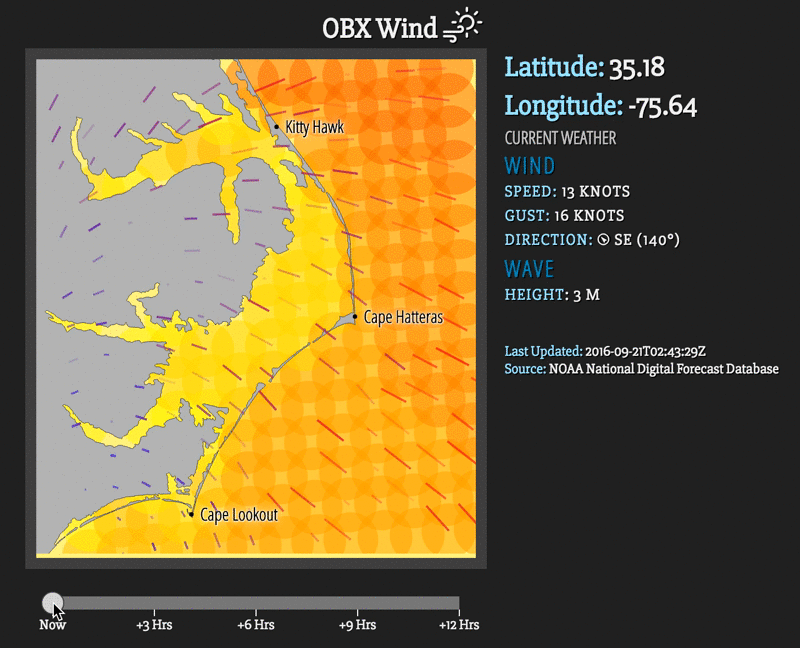 OBX Wind
Kitty Hawk
Cape Hatteras
Cape Lookout
Latitude: 35.18
Longitude: -75.64
CURRENT WEATHER
WIND
SPEED: 13 KNOTS
GUST: 16 KNOTS
DIRECTION: SE (140°)
WAVE
HEIGHT: 3 M
Last Updated: 2016-09-21T02:43:29Z
Source: NOAA National Digital Forecast Database
Now +3 Hrs +6 Hrs +9 Hrs +12 Hrs